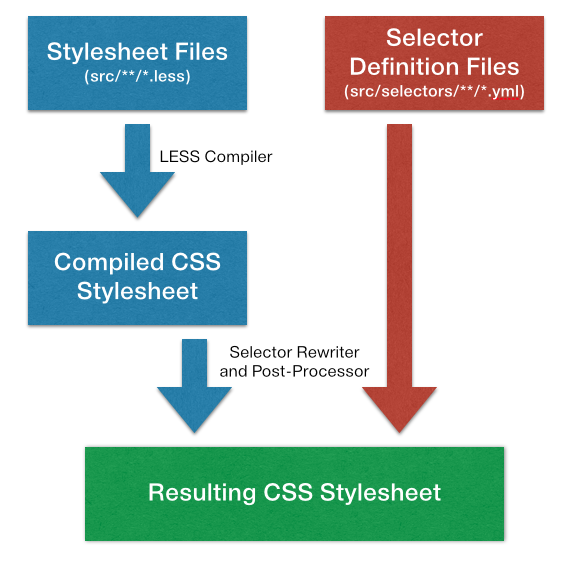 Stylesheet Files
(src/**/*.less)
Selector
Definition Files
(src/selectors/**/*.yml)
LESS Compiler
Compiled CSS
Stylesheet
Selector Rewriter
and Post-Processor
Resulting CSS Stylesheet